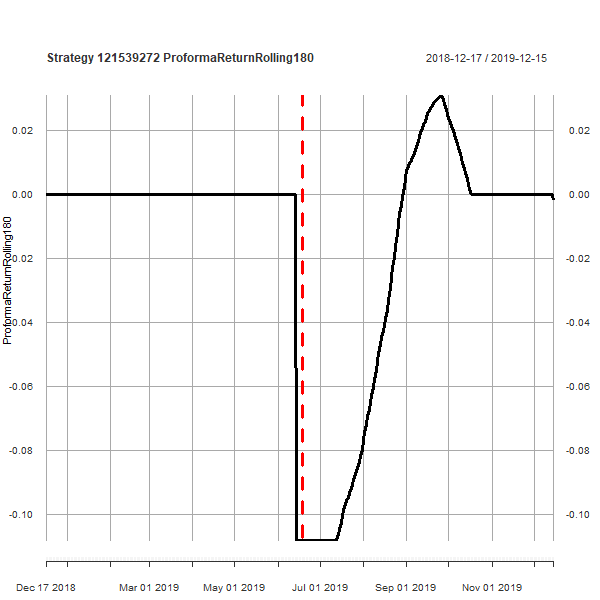 Strategy 121539272 ProformaReturnRolling180
2018-12-17 / 2019-12-15
ProformaReturnRolling180
0.02
0.00
-0.02
-0.04
-0.06
-0.08
-0.10
0.02
0.00
-0.02
-0.04
-0.06
-0.08
-0.10
Dec 17 2018
Mar 01 2019
May 01 2019
Jul 01 2019
Sep 01 2019
Nov 01 2019